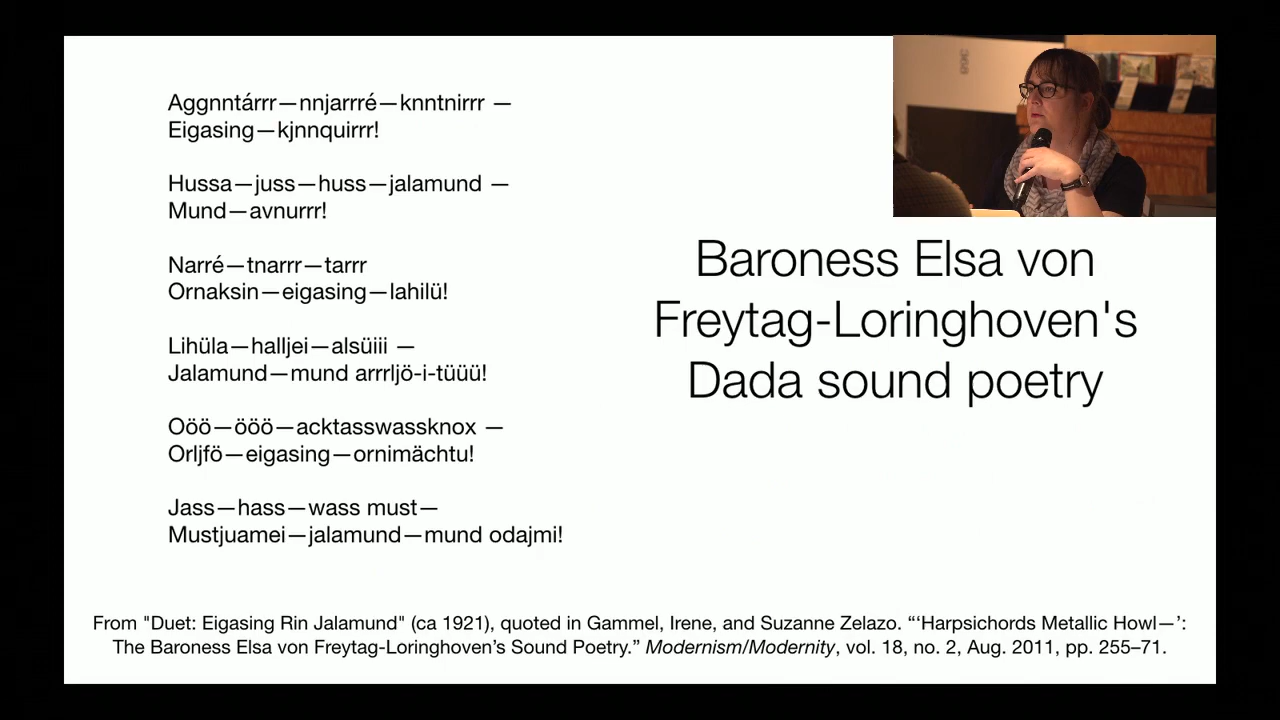 Aggnntárrr—nnjarrré—knntnirrr —
Eigasing—kjnnquirrr!
Hussa—juss—huss—jalamund —
Mund—avnurrr!
Narré—tnarrr—tarrr
Ornaksin—eigasing—lahilü!
Lihüla—halljei—alsüiii —
Jalamund—mund arrrljö-i-tüüü!
Oöö—ööö—acktasswassknox —
Orljfö—eigasing—ornimächtu!
Jass—hass—wass must—
Mustjuamei—jalamund—mund odajmi!
Baroness Elsa von
Freytag-Loringhoven's
Dada sound poetry
From "Duet: Eigasing Rin Jalamund" (ca 1921), quoted in Gammel, Irene, and Suzanne Zelazo. “‘Harpsichords Metallic Howl—’:
The Baroness Elsa von Freytag-Loringhoven’s Sound Poetry.” Modernism/Modernity, vol. 18, no. 2, Aug. 2011, pp. 255–71.